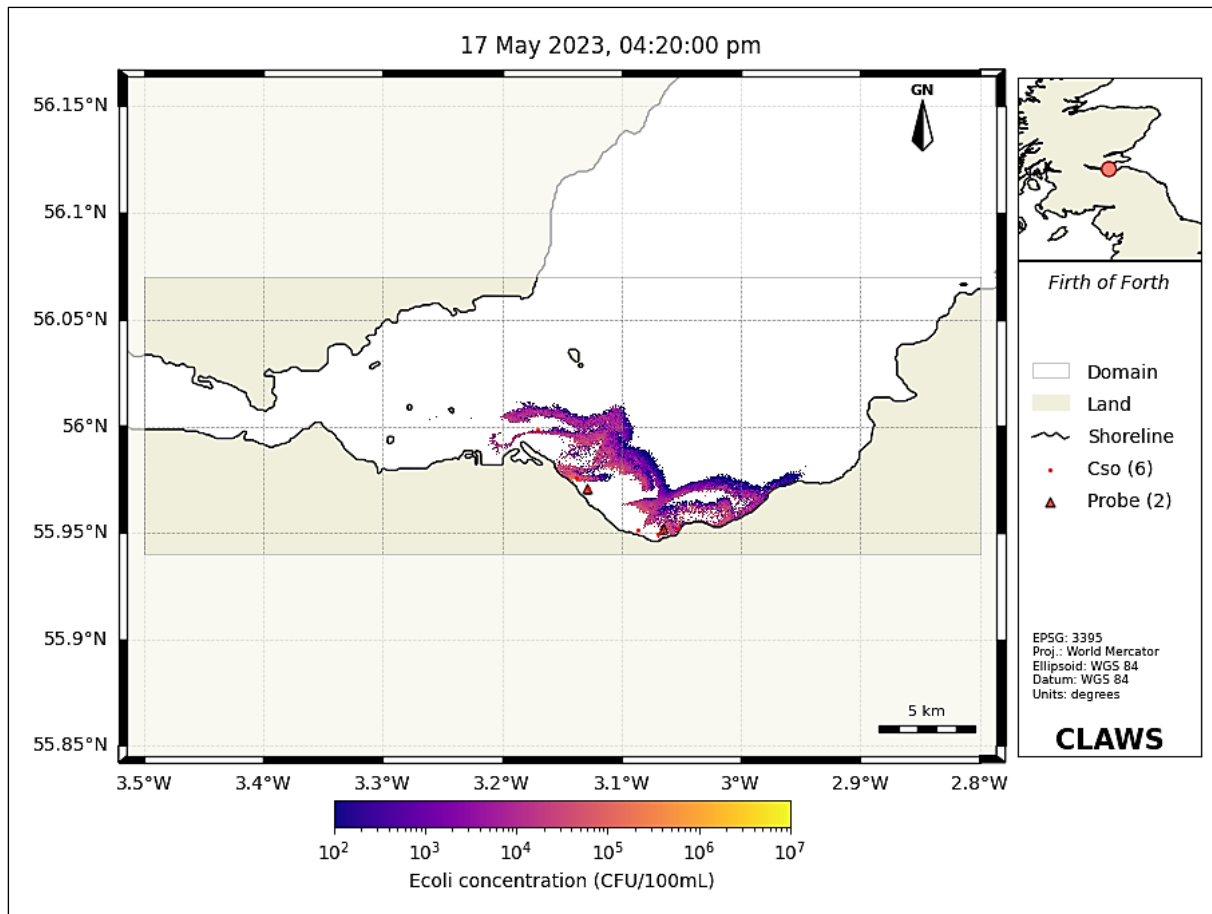 17 May 2023, 04:20:00 pm
GN
56.15°N
56.1°N
56.05°N
56°N
55.95°N
55.9°N
55.85°N
3.5°W
3.4°W
3.3°W
3.2°W
3.1°W
3°W
2.9°W
2.8°W
5 km
Firth of Forth
Domain
Land
Shoreline
Cso (6)
Probe (2)
EPSG: 3395
Proj.: World Mercator
Ellipsoid: WGS 84
Datum: WGS 84
Units: degrees
CLAWS
10²
10³
10⁴
10⁵
10⁶
10⁷
Ecoli concentration (CFU/100mL)